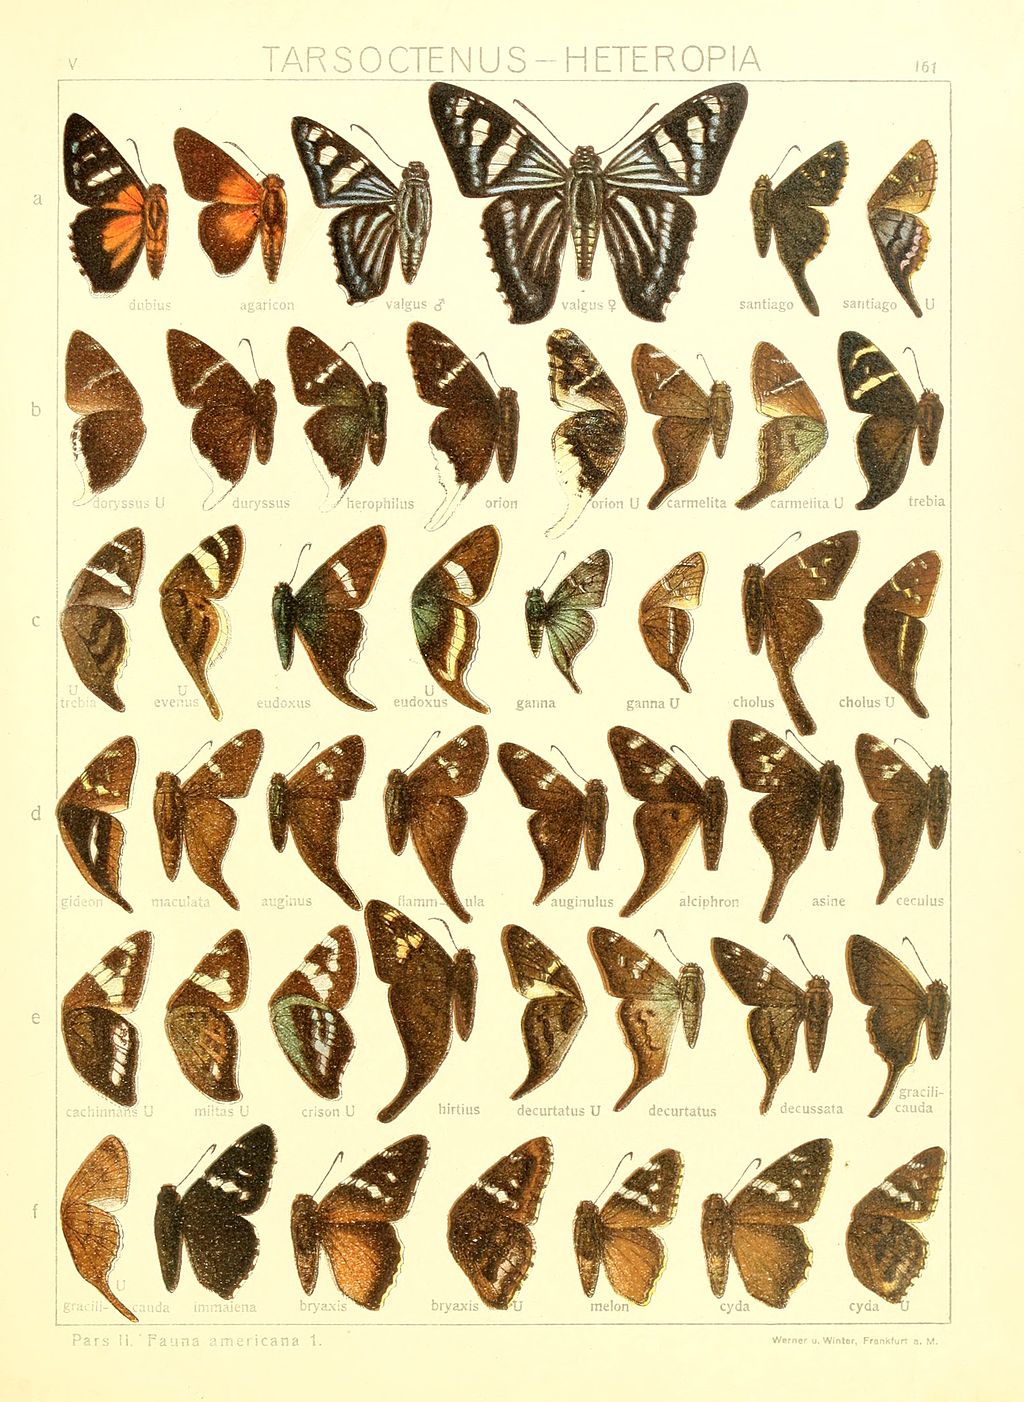 V TARSOCTENUS–HETEROPIA 161
a
dubius agaricon valgus ♂ valgus ♀ santiago santiago U
b
doryssus U duryssus herophilus orion orion U carmelita carmelita U trebia
c
U U U
trebia evenus eudoxus eudoxus ganna ganna U cholus cholus U
d
gideon maculata auginus flamm- ula auginulus alciphron asine ceculus
e
gracili-
cachinnans U miltas U crison U hirtius decurtatus U decurtatus decussata cauda
f
U
gracili- cauda immaiena bryaxis bryaxis U melon cyda cyda U
Pars II. Fauna americana 1. Werner u. Winter, Frankfurt a. M.